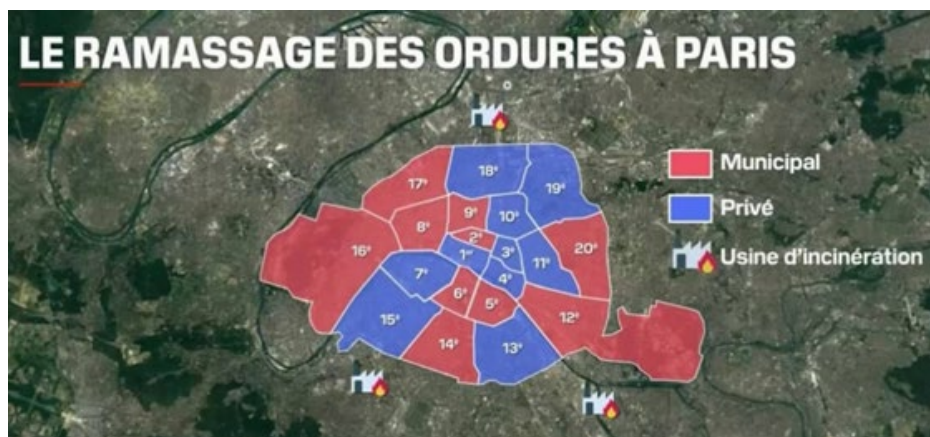 LE RAMASSAGE DES ORDURES À PARIS
Municipal
Privé
Usine d'incinération
18e
17e
19e
9e
10e
8e
2e
16e
1er
3e
20e
7e
4e
11e
6e
5e
15e
12e
14e
13e